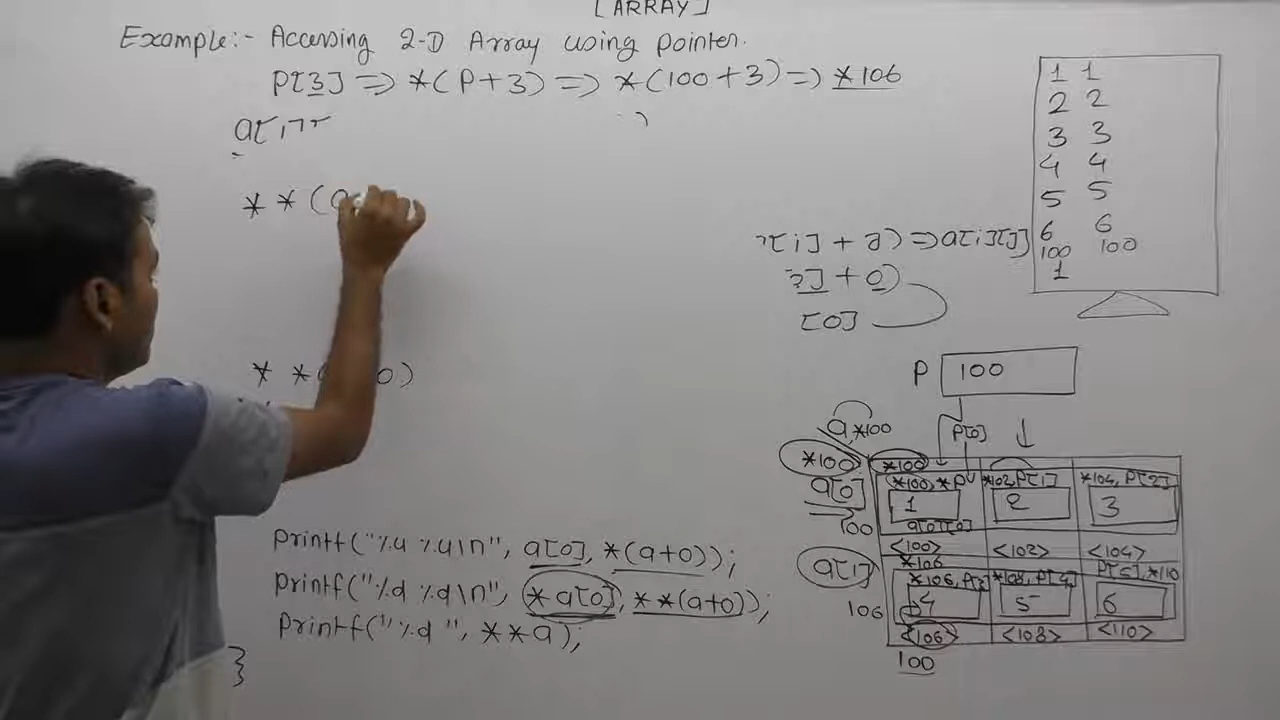 [ARRAY]
Example:- Accessing 2-D Array using pointer.
P[3] => *(P+3) => *(100+3) => *106
**(a
**( 0)
printf("%u %u\n", a[0], *(a+0));
printf("%d %d\n", *a[0], **(a+0));
printf("%d ", **a);
}
1 1
2 2
3 3
4 4
5 5
6 6
100 100
1
[0]
P 100
P[0]
a *100
*100 *100
a[0] *100, *P *102, P[1] *104, P[2]
1 2 3
100 a[0][0]
<100> <102> <104>
*106
a[1] *106, P[3] *108, P[4] P[5], *110
4 5 6
106 <106> <108> <110>
100